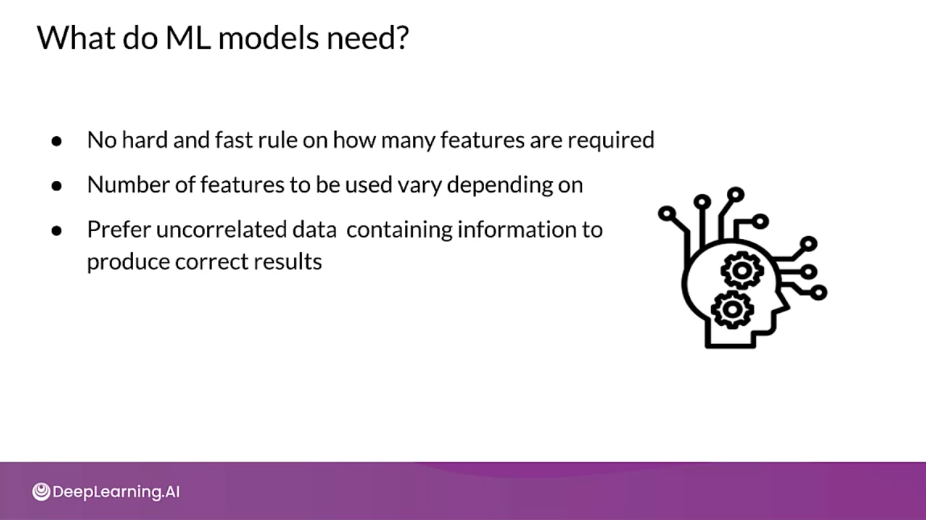 What do ML models need?
● No hard and fast rule on how many features are required
● Number of features to be used vary depending on
● Prefer uncorrelated data containing information to
produce correct results
DeepLearning.AI